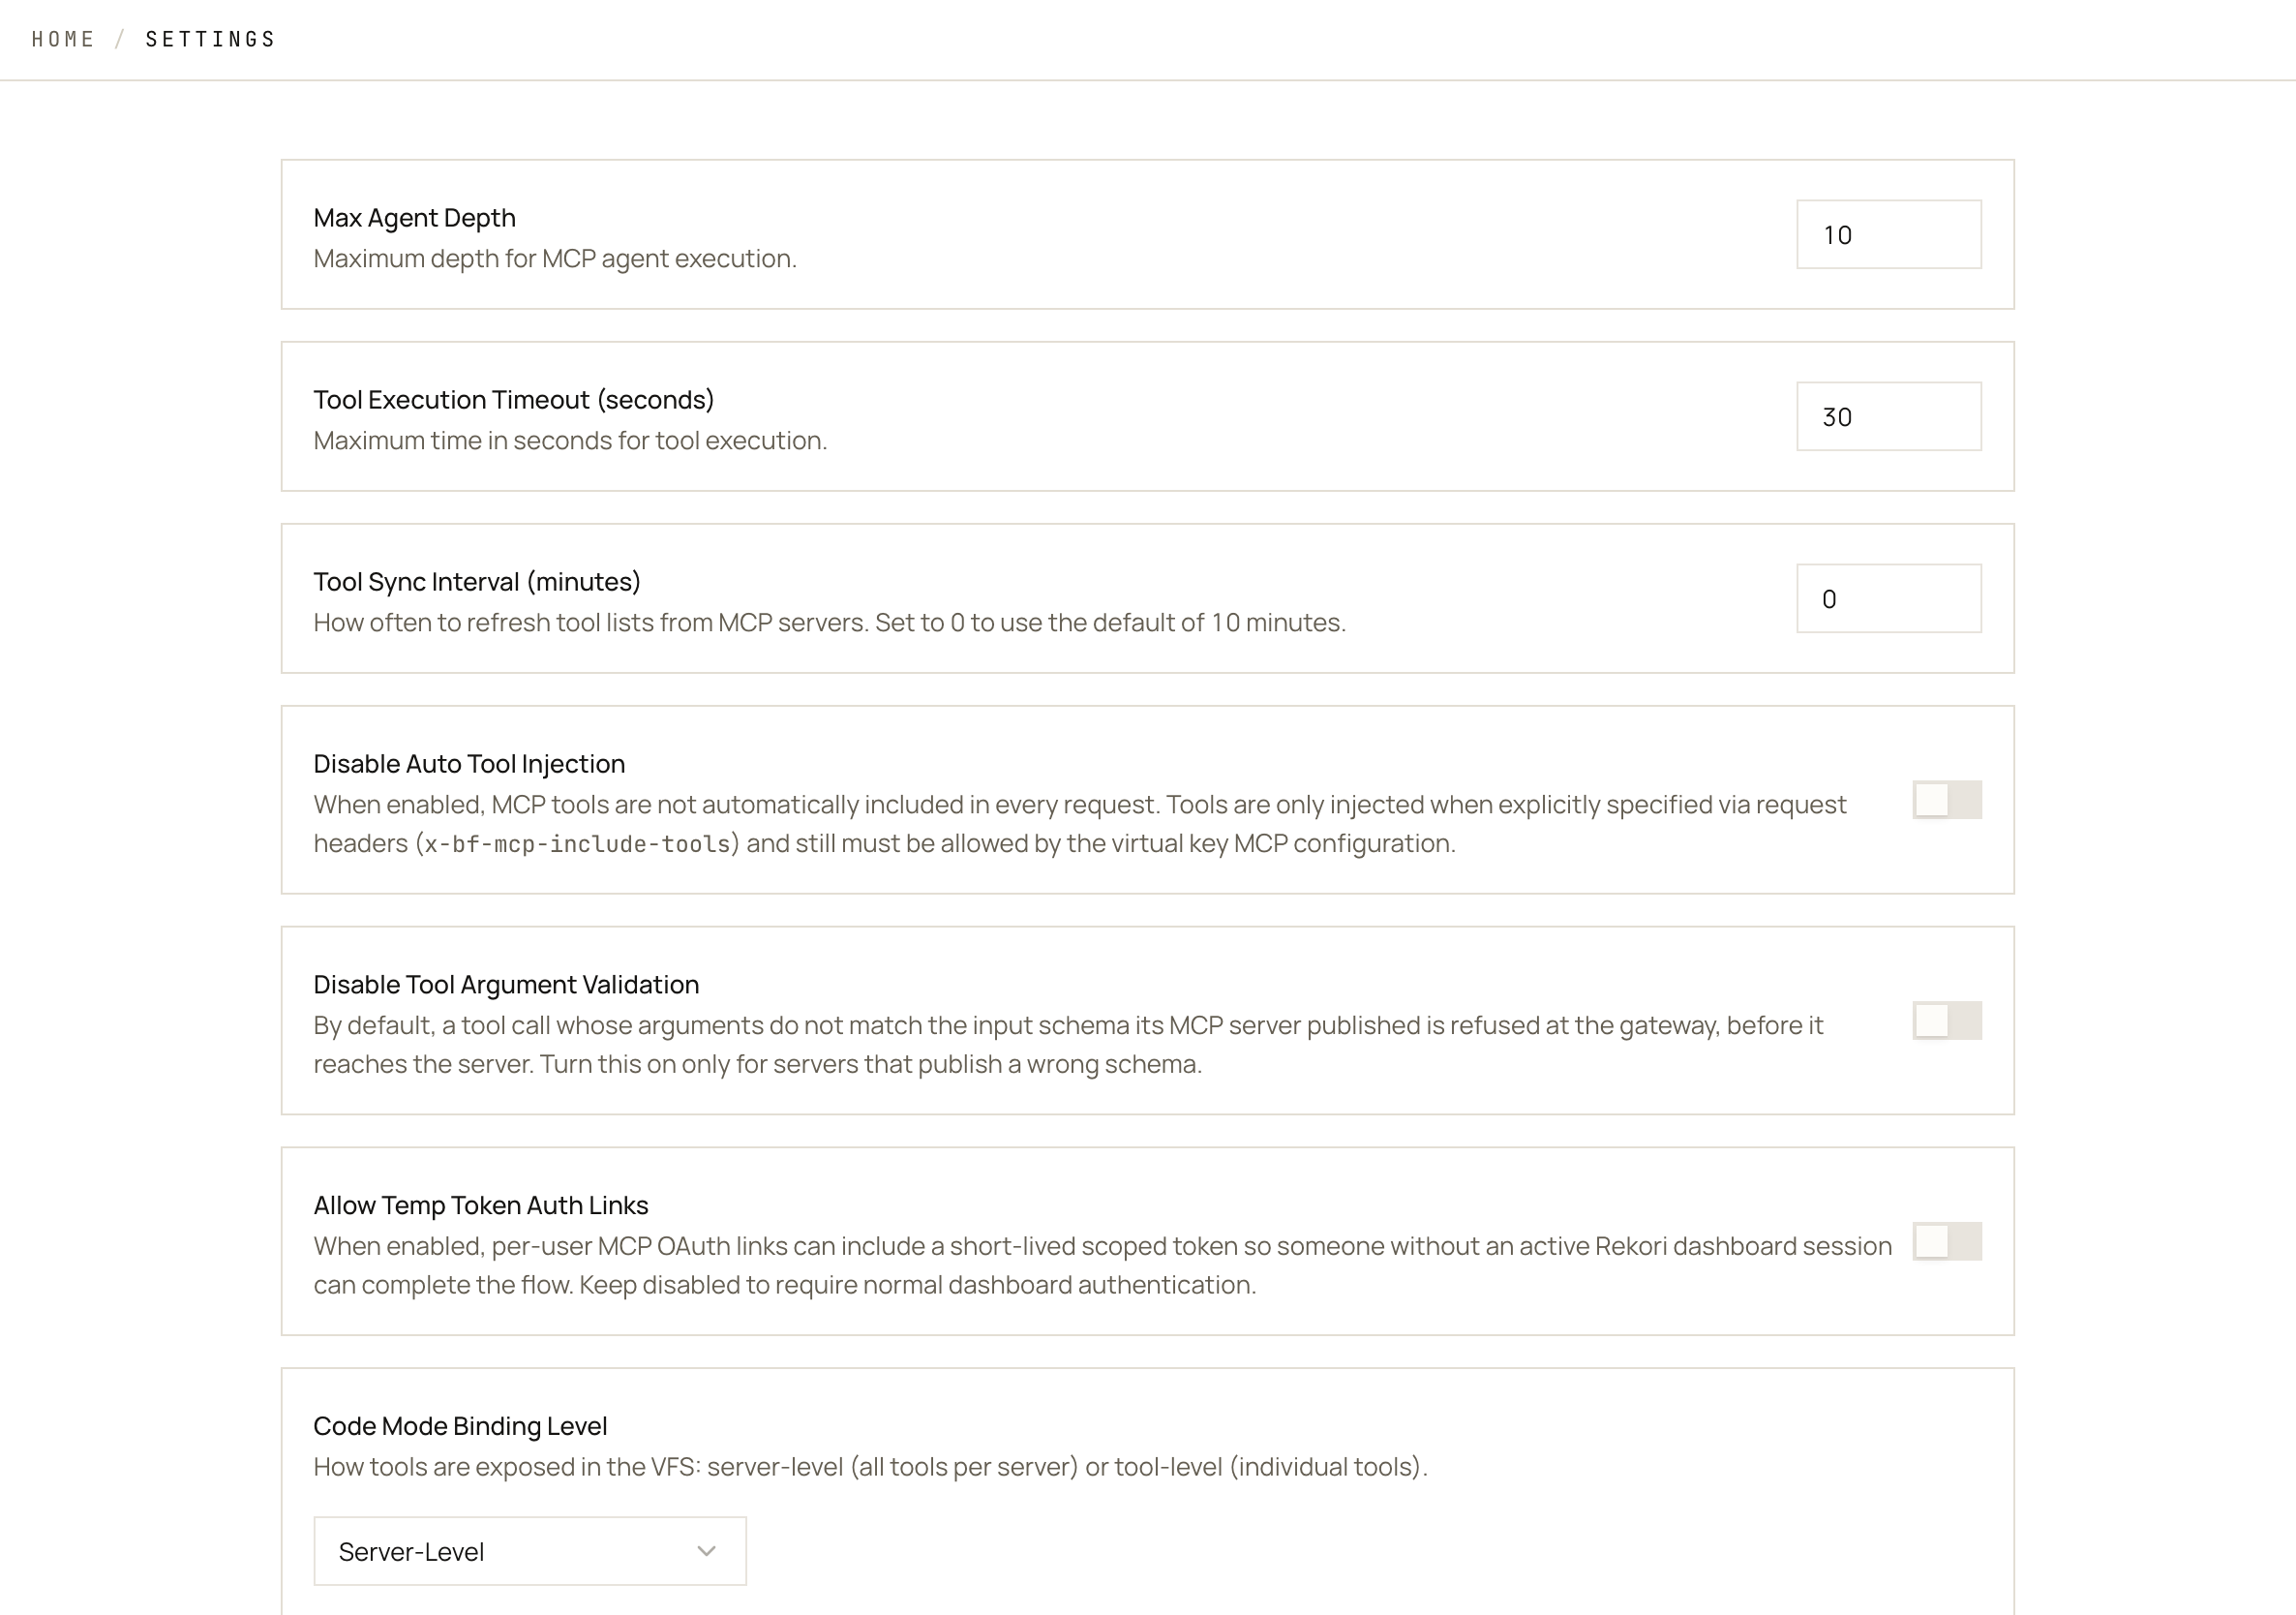 HOME / SETTINGS
Max Agent Depth
Maximum depth for MCP agent execution.
10
Tool Execution Timeout (seconds)
Maximum time in seconds for tool execution.
30
Tool Sync Interval (minutes)
How often to refresh tool lists from MCP servers. Set to 0 to use the default of 10 minutes.
0
Disable Auto Tool Injection
When enabled, MCP tools are not automatically included in every request. Tools are only injected when explicitly specified via request
headers (x-bf-mcp-include-tools) and still must be allowed by the virtual key MCP configuration.
Disable Tool Argument Validation
By default, a tool call whose arguments do not match the input schema its MCP server published is refused at the gateway, before it
reaches the server. Turn this on only for servers that publish a wrong schema.
Allow Temp Token Auth Links
When enabled, per-user MCP OAuth links can include a short-lived scoped token so someone without an active Rekori dashboard session
can complete the flow. Keep disabled to require normal dashboard authentication.
Code Mode Binding Level
How tools are exposed in the VFS: server-level (all tools per server) or tool-level (individual tools).
Server-Level